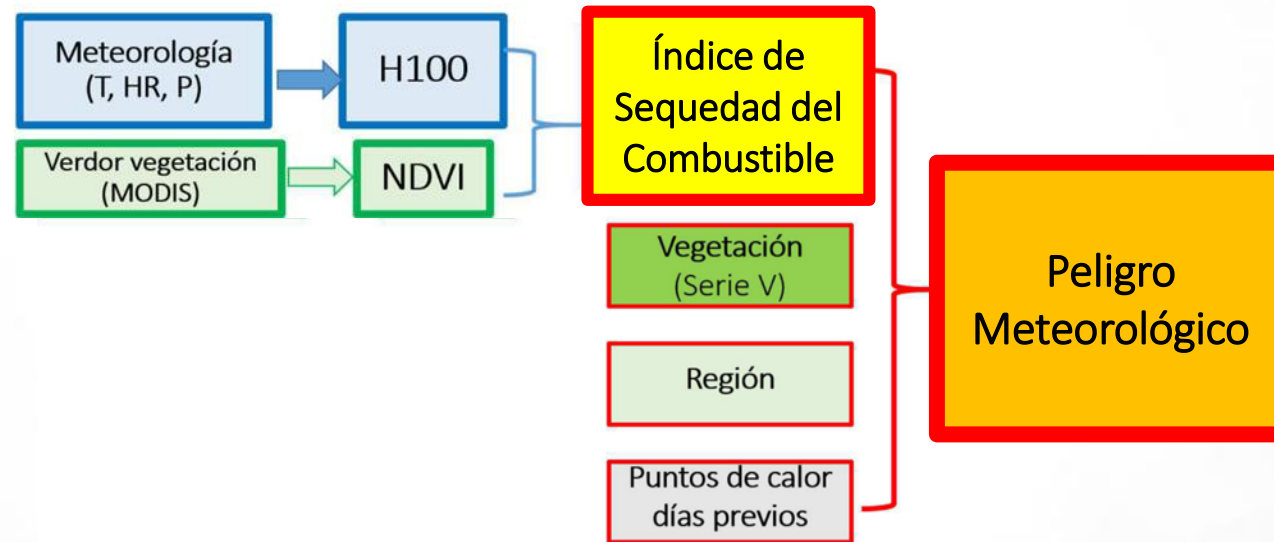 Meteorología
(T, HR, P)
H100
Verdor vegetación
(MODIS)
NDVI
Índice de
Sequedad del
Combustible
Vegetación
(Serie V)
Región
Puntos de calor
días previos
Peligro
Meteorológico